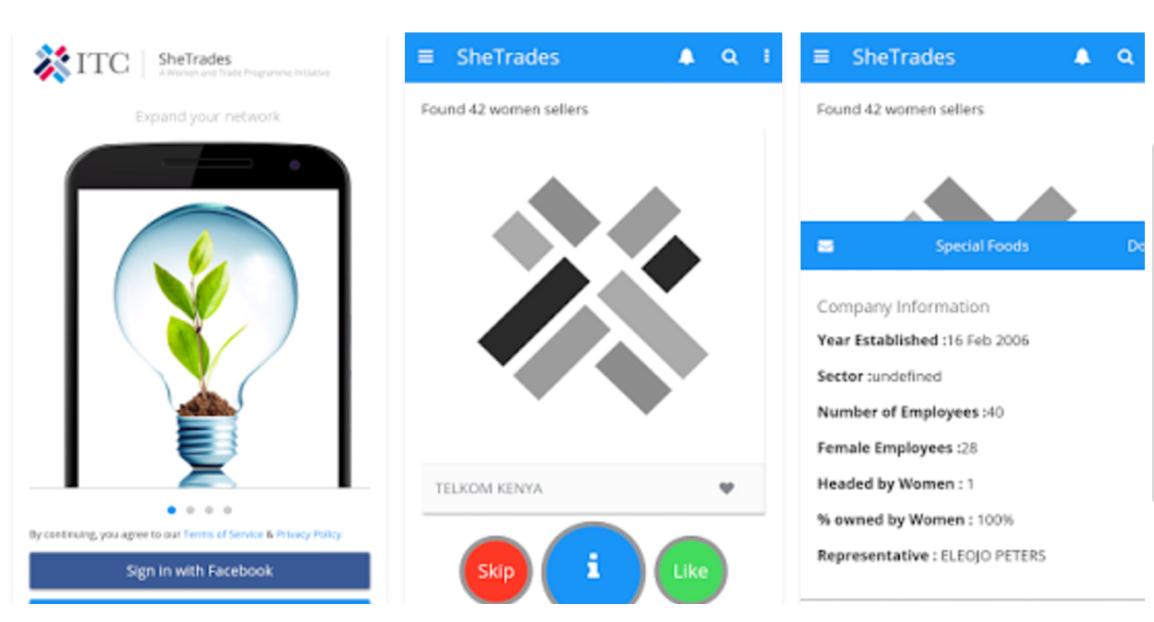 ITC
SheTrades
A Women and Trade Programme Initiative
Expand your network
By continuing, you agree to our Terms of Service & Privacy Policy
Sign in with Facebook
SheTrades
Found 42 women sellers
TELKOM KENYA
Skip
i
Like
SheTrades
Found 42 women sellers
Special Foods
Do
Company Information
Year Established :16 Feb 2006
Sector :undefined
Number of Employees :40
Female Employees :28
Headed by Women : 1
% owned by Women : 100%
Representative : ELEOJO PETERS